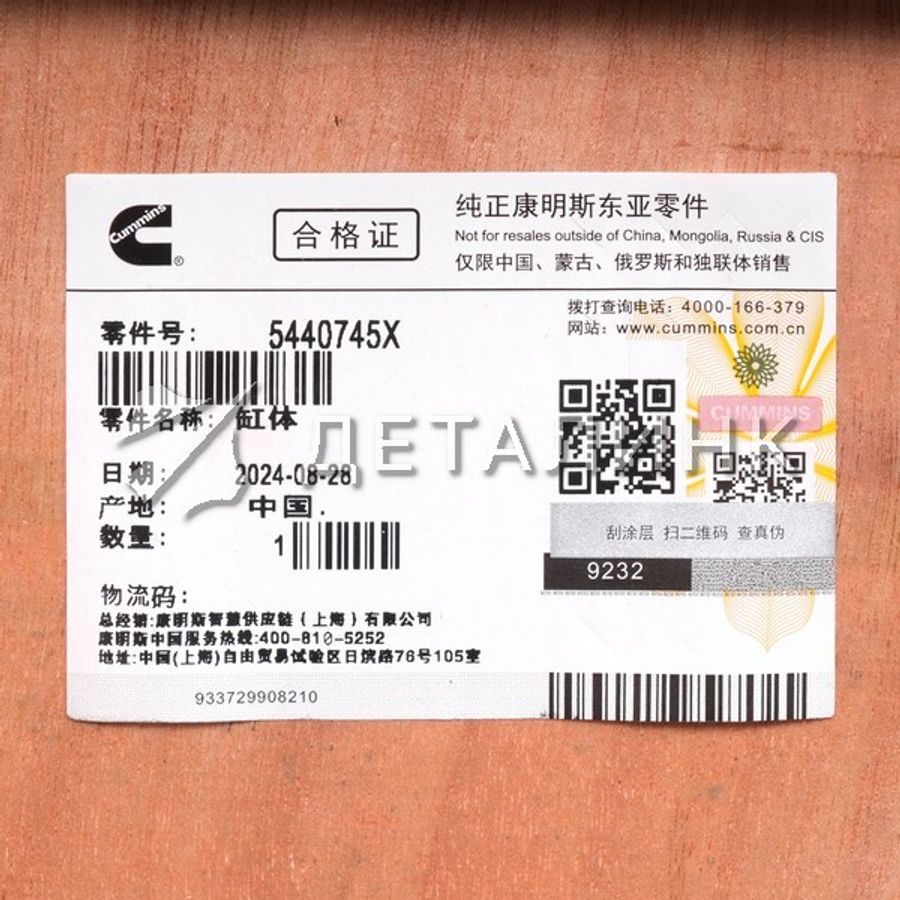 Cummins
®
合格证
纯正康明斯东亚零件
Not for resales outside of China, Mongolia, Russia & CIS
仅限中国、蒙古、俄罗斯和独联体销售
拨打查询电话：4000-166-379
网站：www.cummins.com.cn
零件号： 5440745X
零件名称： 缸体
ДЕТАЛИНК
CUMMINS
日期： 2024-08-28
产地： 中国.
数量： 1
刮涂层 扫二维码 查真伪
9232
物流码：
总经销:康明斯智慧供应链（上海）有限公司
康明斯中国服务热线:400-810-5252
地址:中国(上海)自由贸易试验区日滨路76号105室
933729908210